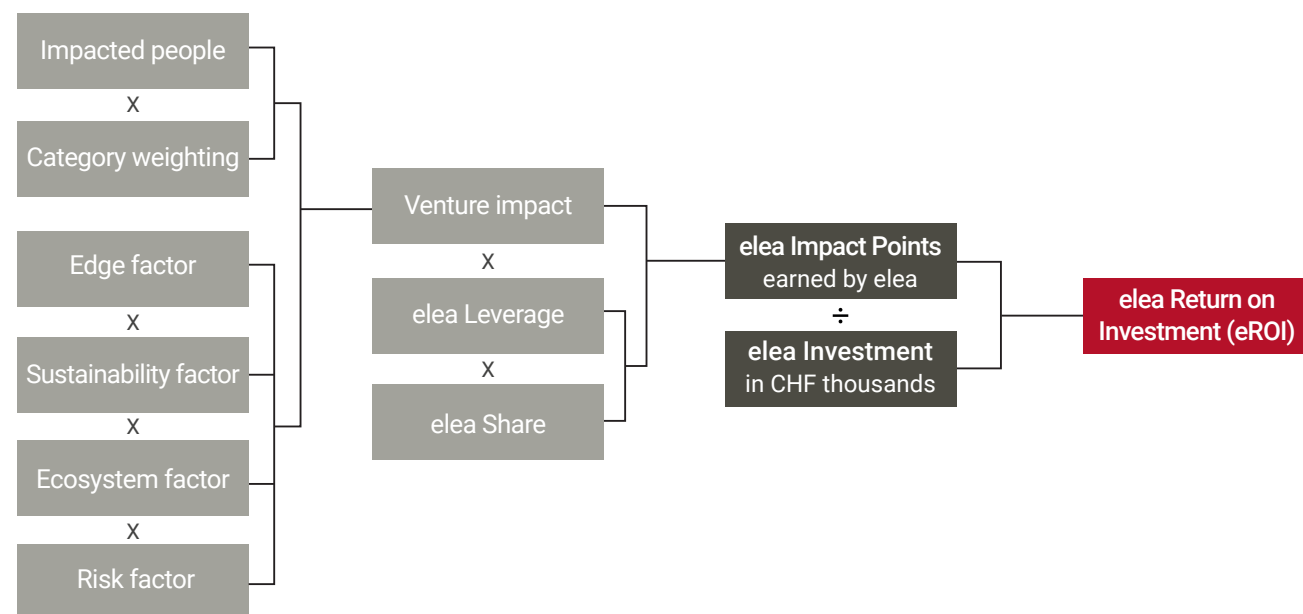 Impacted people
X
Category weighting
Edge factor
X
Sustainability factor
X
Ecosystem factor
X
Risk factor
Venture impact
X
elea Leverage
X
elea Share
elea Impact Points
earned by elea
÷
elea Investment
in CHF thousands
elea Return on
Investment (eROI)